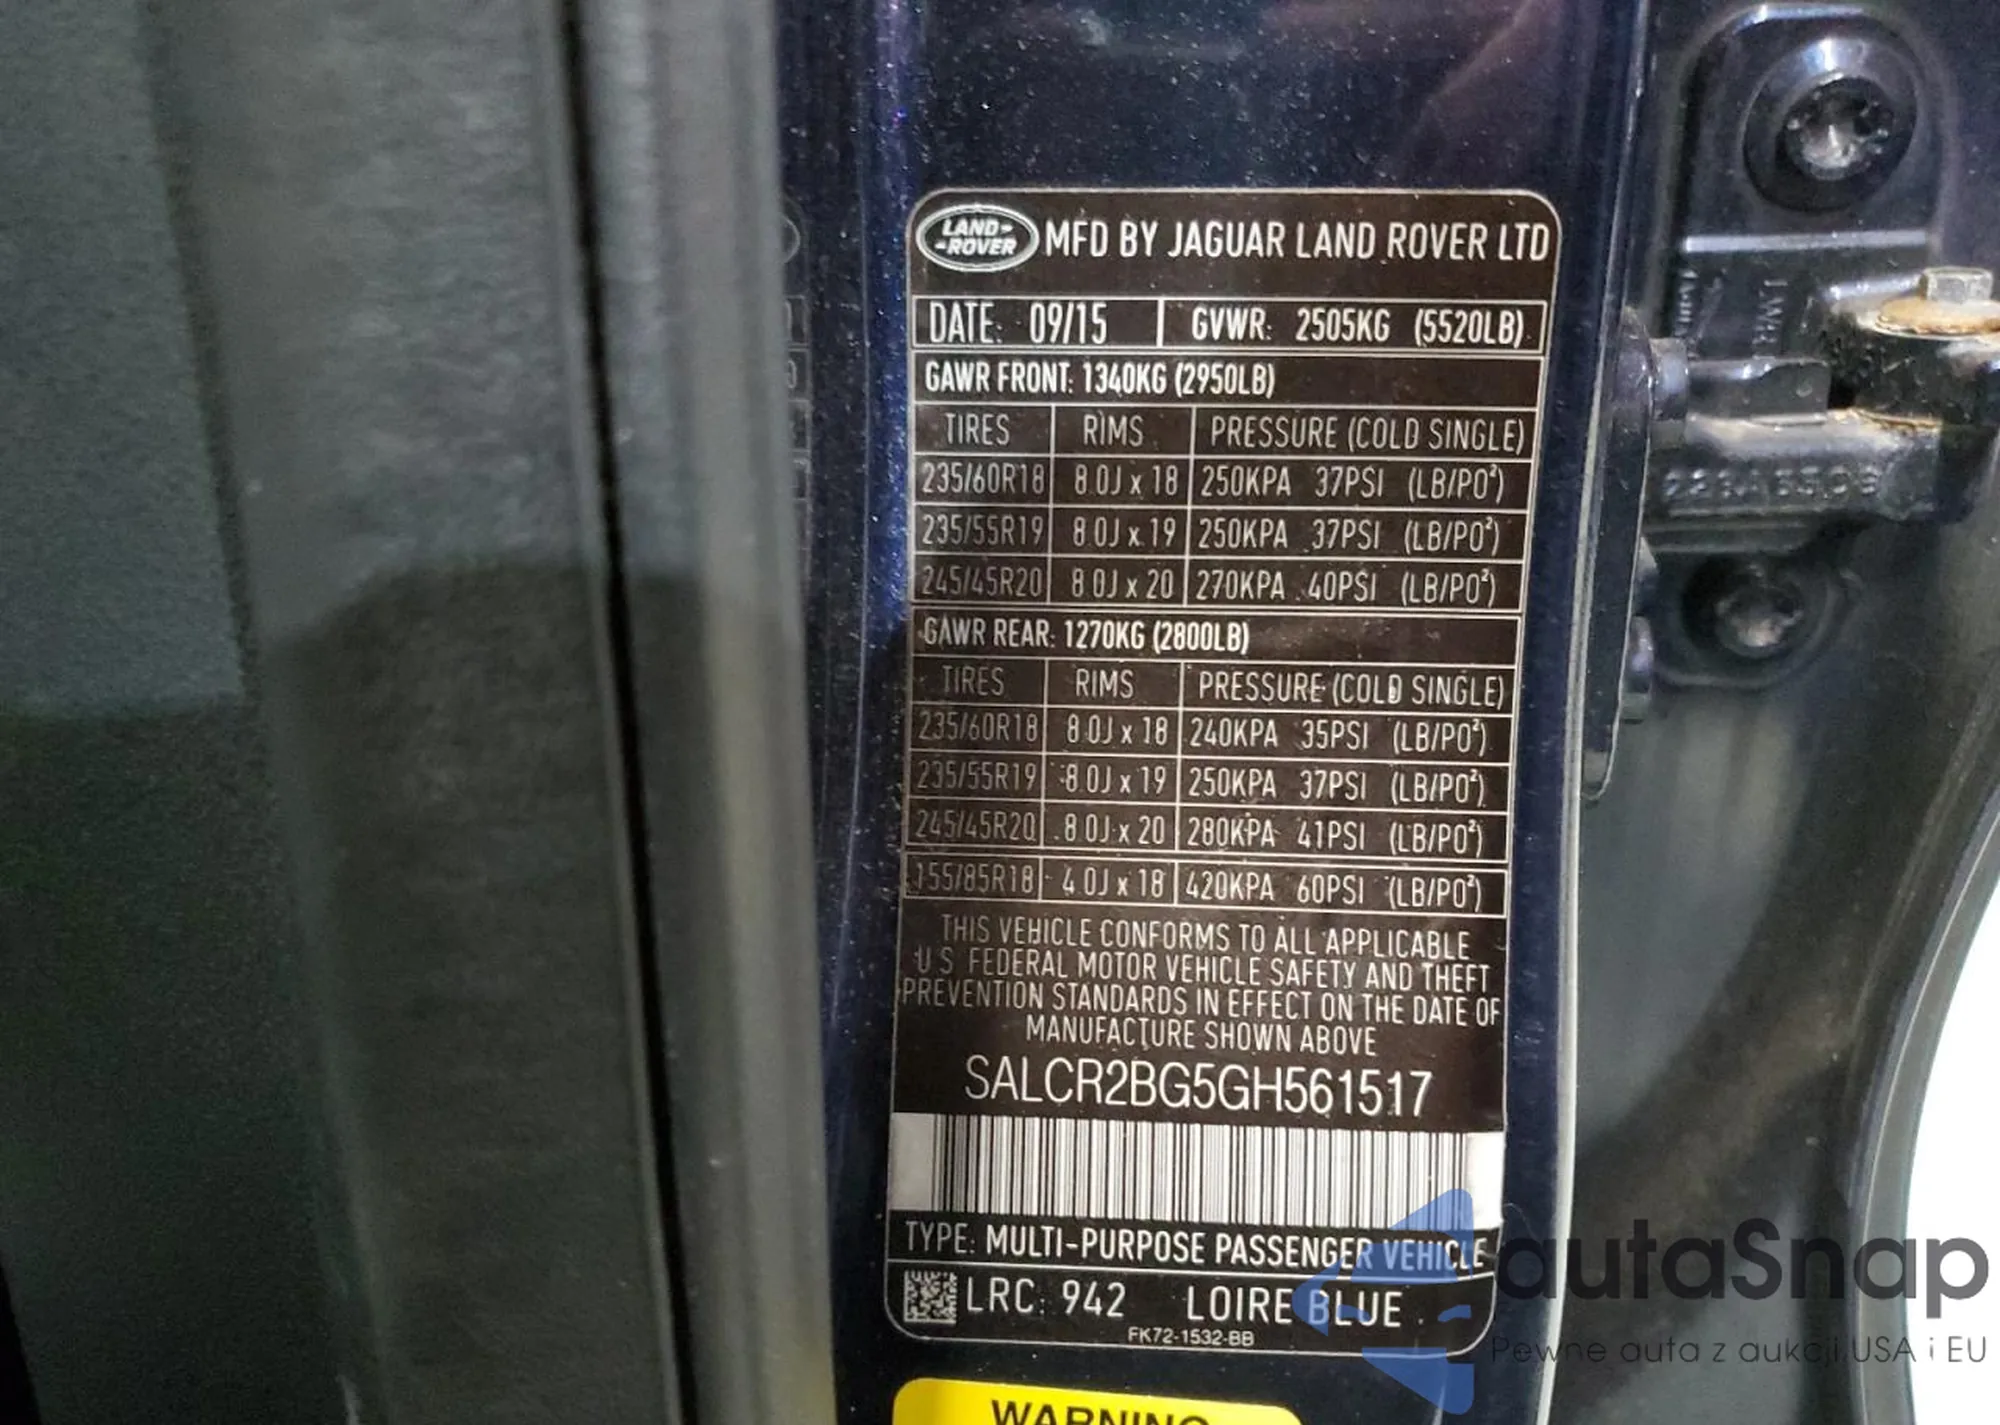 LAND-
-ROVER
MFD BY JAGUAR LAND ROVER LTD
DATE: 09/15 GVWR: 2505KG (5520LB)
GAWR FRONT: 1340KG (2950LB)
TIRES RIMS PRESSURE (COLD SINGLE)
235/60R18 8.0J x 18 250KPA 37PSI (LB/PO²)
235/55R19 8.0J x 19 250KPA 37PSI (LB/PO²)
245/45R20 8.0J x 20 270KPA 40PSI (LB/PO²)
GAWR REAR: 1270KG (2800LB)
TIRES RIMS PRESSURE (COLD SINGLE)
235/60R18 8.0J x 18 240KPA 35PSI (LB/PO²)
235/55R19 8.0J x 19 250KPA 37PSI (LB/PO²)
245/45R20 8.0J x 20 280KPA 41PSI (LB/PO²)
155/85R18 4.0J x 18 420KPA 60PSI (LB/PO²)
THIS VEHICLE CONFORMS TO ALL APPLICABLE
U S FEDERAL MOTOR VEHICLE SAFETY AND THEFT
PREVENTION STANDARDS IN EFFECT ON THE DATE OF
MANUFACTURE SHOWN ABOVE
SALCR2BG5GH561517
TYPE: MULTI-PURPOSE PASSENGER VEHICLE
LRC: 942 LOIRE BLUE
FK72-1532-BB
WARNING
autaSnap
Pewne auta z aukcji USA i EU